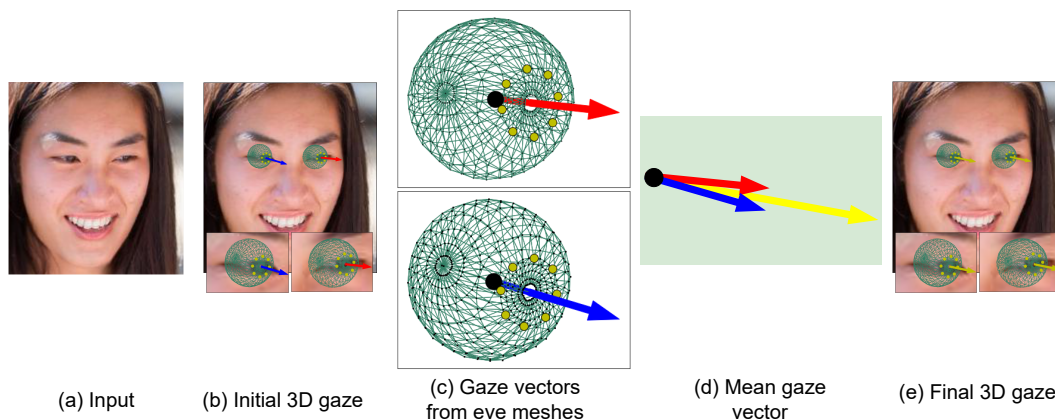 (a) Input
(b) Initial 3D gaze
(c) Gaze vectors
from eye meshes
(d) Mean gaze
vector
(e) Final 3D gaze